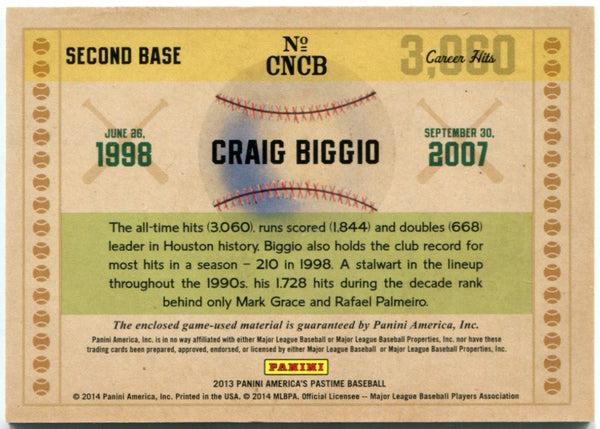 SECOND BASE
Nº
CNCB
3,060
Career Hits
JUNE 26,
1998
CRAIG BIGGIO
SEPTEMBER 30,
2007
The all-time hits (3,060), runs scored (1,844) and doubles (668)
leader in Houston history, Biggio also holds the club record for
most hits in a season – 210 in 1998. A stalwart in the lineup
throughout the 1990s, his 1,728 hits during the decade rank
behind only Mark Grace and Rafael Palmeiro.
The enclosed game-used material is guaranteed by Panini America, Inc.
Panini America, Inc. is in no way affiliated with either Major League Baseball or Major League Baseball Properties, Inc. nor have these
trading cards been prepared, approved, endorsed, or licensed by either Major League Baseball or Major League Baseball Properties, Inc.
PANINI
2013 PANINI AMERICA'S PASTIME BASEBALL
© 2014 Panini America, Inc. Printed in the USA. © 2014 MLBPA. Official Licensee -- Major League Baseball Players Association